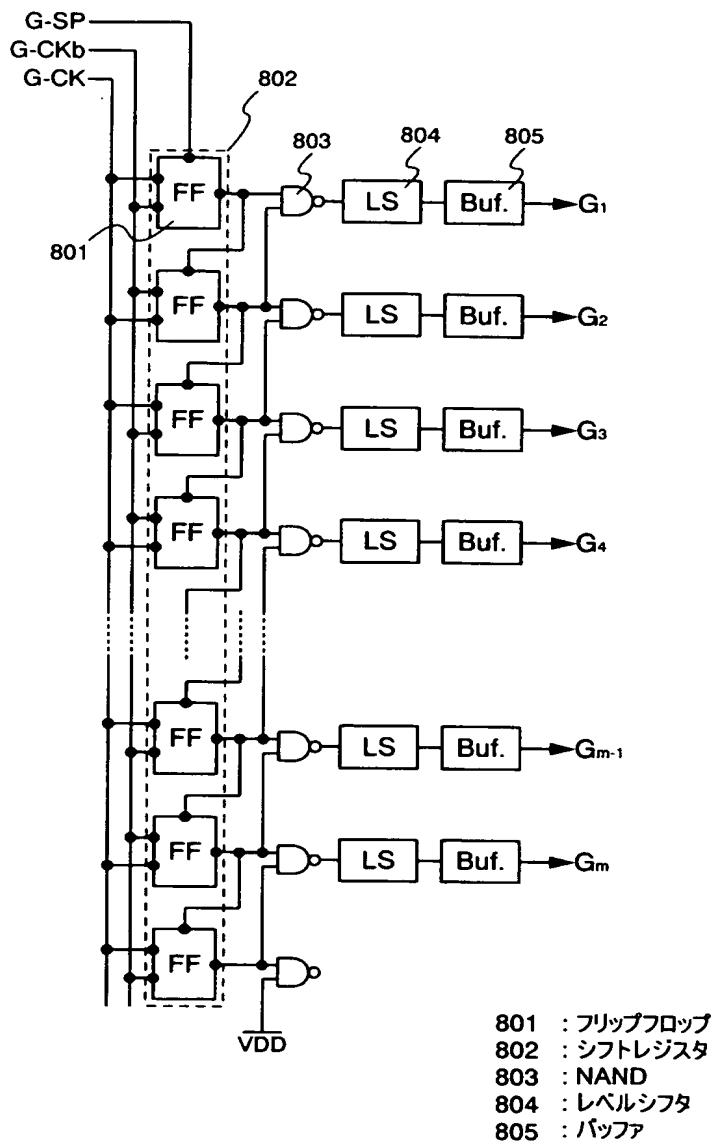 G-SP
G-CKb
G-CK
802
803
804
805
FF
LS
Buf.
G1
801
FF
LS
Buf.
G2
FF
LS
Buf.
G3
FF
LS
Buf.
G4
FF
LS
Buf.
Gm-1
FF
LS
Buf.
Gm
FF
VDD
801 : フリップフロップ
802 : シフトレジスタ
803 : NAND
804 : レベルシフタ
805 : バッファ